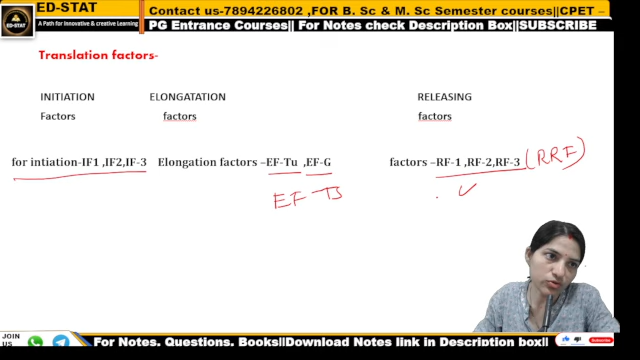 ED-STAT
A Path for Innovative & creative Learning
Contact us-7894226802 ,FOR B. Sc & M. Sc Semester courses||CPET –
PG Entrance Courses|| For Notes check Description Box||SUBSCRIBE
Translation factors-
INITIATION ELONGATATION RELEASING
Factors factors factors
for intiation-IF1 ,IF2,IF-3 Elongation factors –EF-Tu ,EF-G factors –RF-1 ,RF-2,RF-3 (RRF)
EF TS
JOIN
US
For Notes. Questions. Books||Download Notes link in Description box||
Subscribe